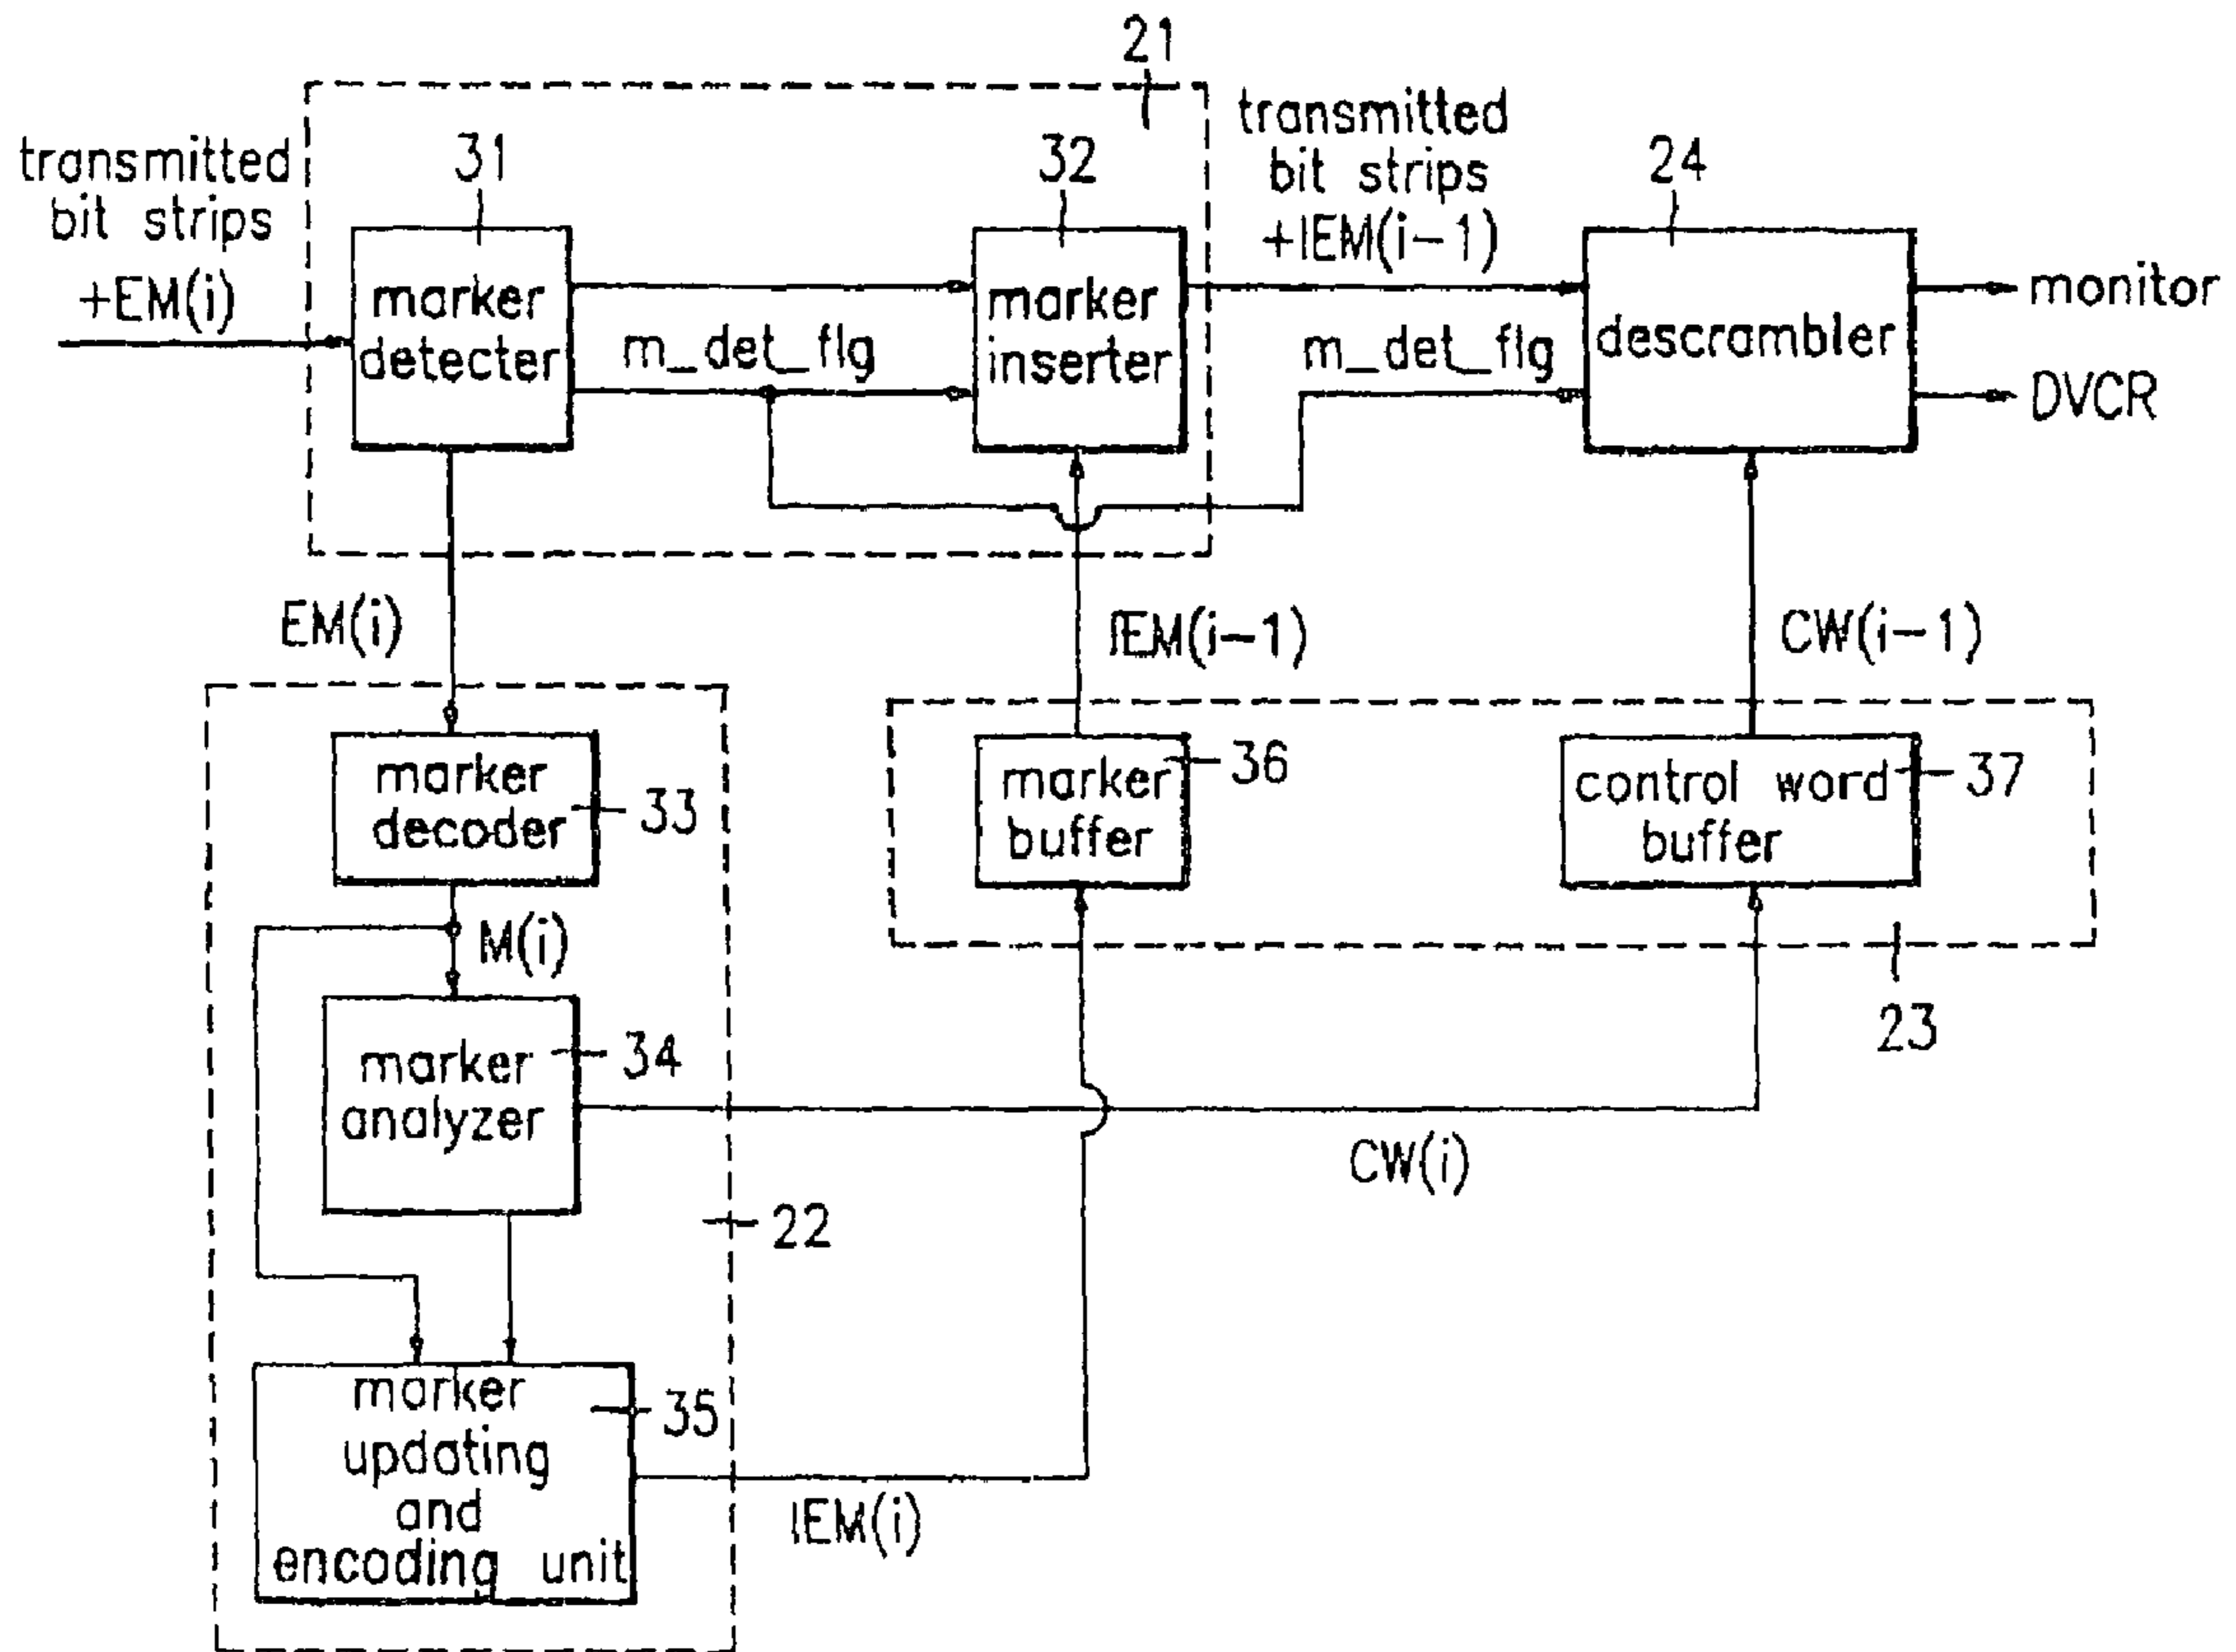 21
transmitted
bit strips
+EM(i)
31
32
transmitted
bit strips
+IEM(i-1)
24
marker
detecter
m_det_flg
marker
inserter
m_det_flg
descrambler
monitor
DVCR
EM(i)
IEM(i-1)
CW(i-1)
marker
decoder
33
marker
buffer
36
control word
buffer
37
M(i)
23
marker
analyzer
34
CW(i)
22
marker
updating
and
encoding unit
35
IEM(i)